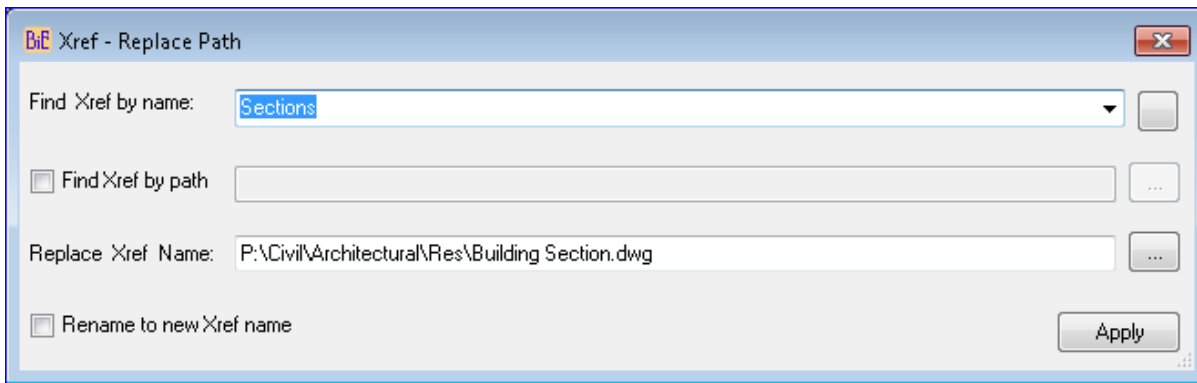 BiE Xref - Replace Path
Find Xref by name: Sections
Find Xref by path ...
Replace Xref Name: P:\Civil\Architectural\Res\Building Section.dwg ...
Rename to new Xref name
Apply